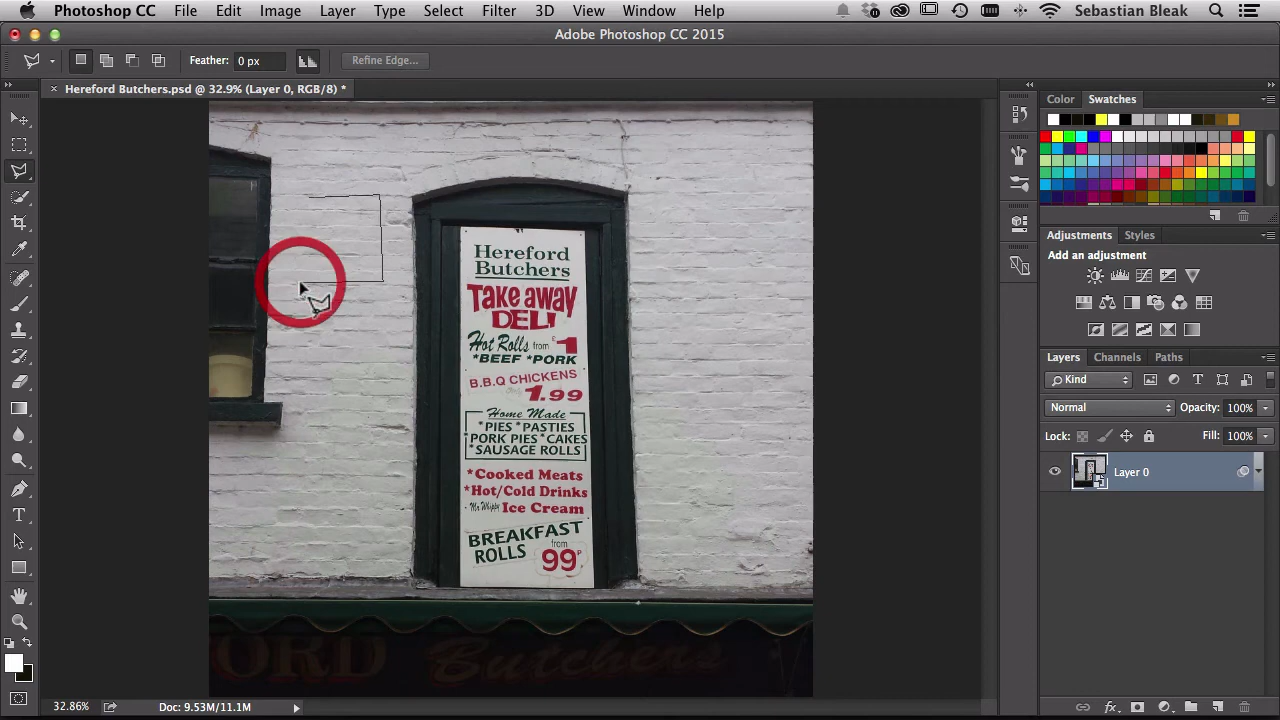 Photoshop CC File Edit Image Layer Type Select Filter 3D View Window Help Sebastian Bleak
Adobe Photoshop CC 2015
Feather: 0 px Refine Edge...
Hereford Butchers.psd @ 32.9% (Layer 0, RGB/8) *
Color Swatches
Hereford
Butchers
Take away
DELI
Hot Rolls from £1
*BEEF *PORK
B.B.Q CHICKENS
Only 1.99
Home Made
*PIES *PASTIES
*PORK PIES *CAKES
*SAUSAGE ROLLS
*Cooked Meats
*Hot/Cold Drinks
*Mr Whippy Ice Cream
BREAKFAST
ROLLS from
99P
ORD Butchers
Adjustments Styles
Add an adjustment
Layers Channels Paths
Kind
Normal Opacity: 100%
Lock: Fill: 100%
Layer 0
32.86% Doc: 9.53M/11.1M
fx